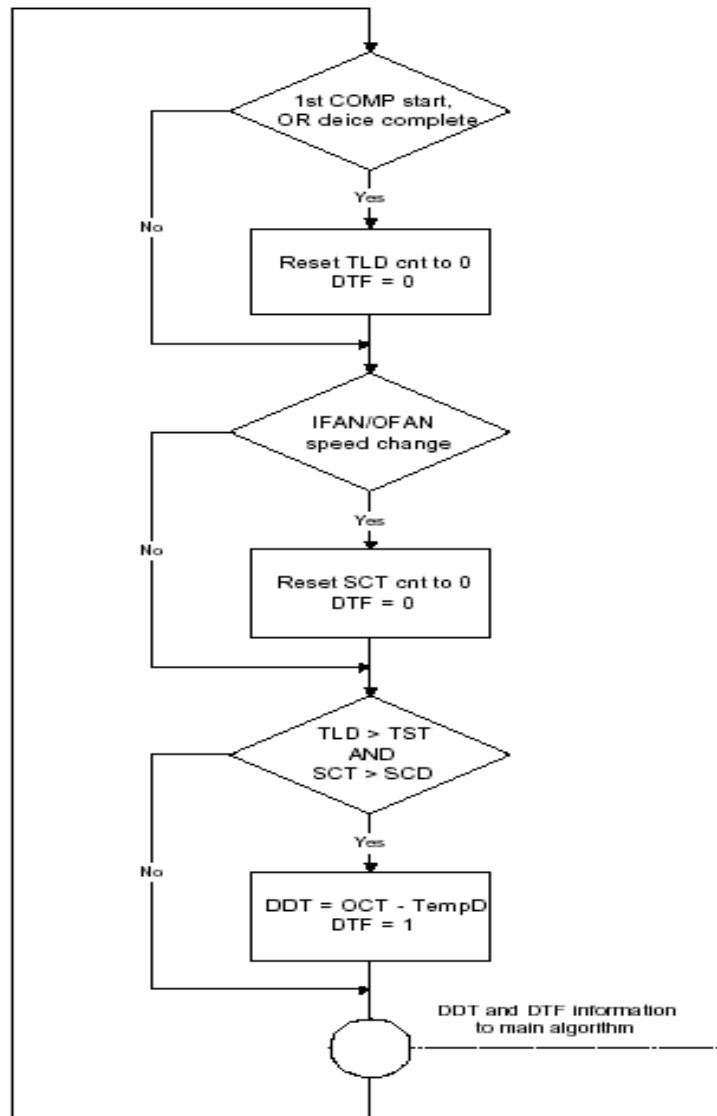 1st COMP start,
OR deice complete
Yes
No
Reset TLD cnt to 0
DTF = 0
IFAN/OFAN
speed change
Yes
No
Reset SCT cnt to 0
DTF = 0
TLD > TST
AND
SCT > SCD
Yes
No
DDT = OCT - TempD
DTF = 1
DDT and DTF information
to main algorithm